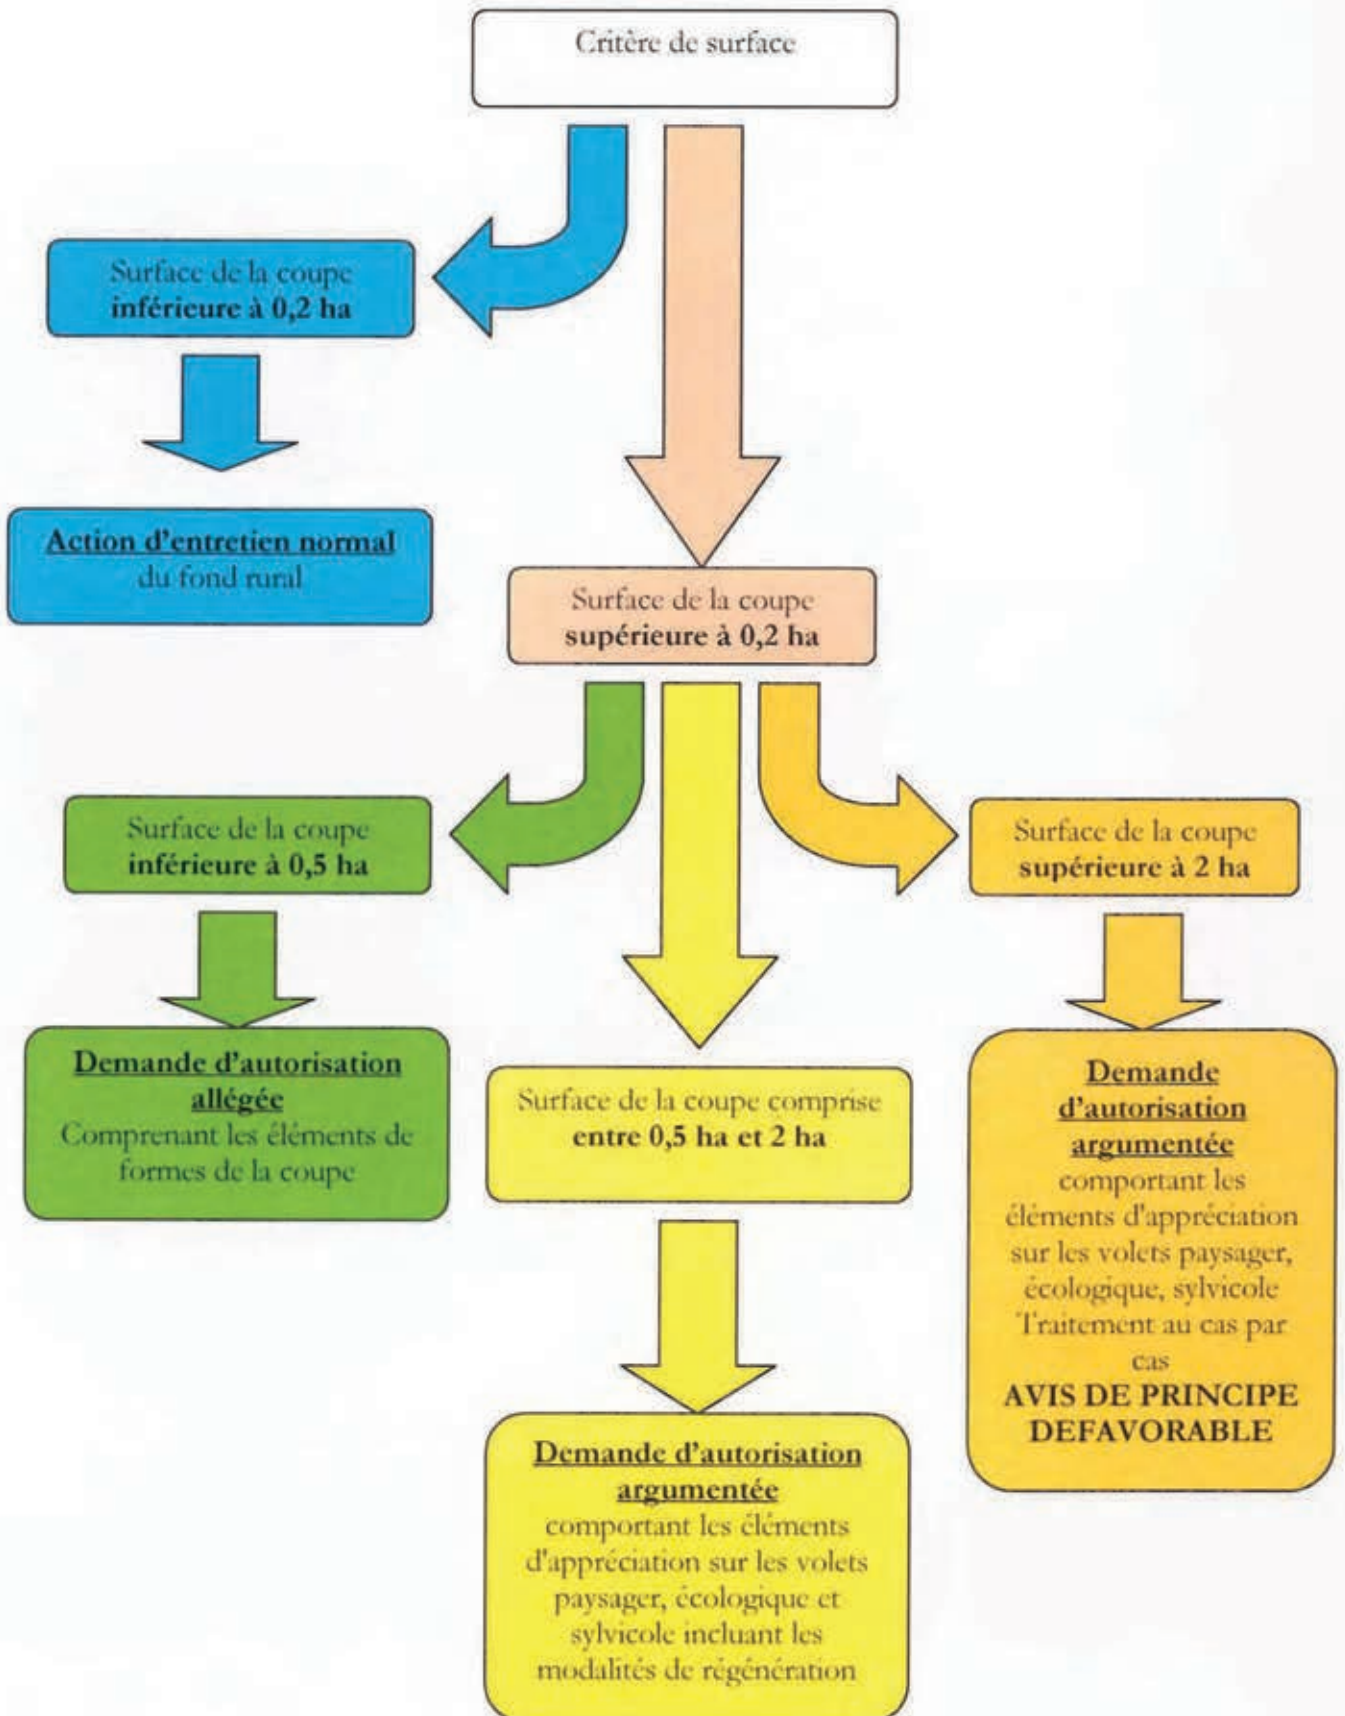 Critère de surface
Surface de la coupe
inférieure à 0,2 ha
Action d'entretien normal
du fond rural
Surface de la coupe
supérieure à 0,2 ha
Surface de la coupe
inférieure à 0,5 ha
Surface de la coupe
supérieure à 2 ha
Demande d'autorisation
allégée
Comprenant les éléments de
formes de la coupe
Surface de la coupe comprise
entre 0,5 ha et 2 ha
Demande
d'autorisation
argumentée
comportant les
éléments d'appréciation
sur les volets paysager,
écologique, sylvicole
Traitement au cas par
cas
AVIS DE PRINCIPE
DEFAVORABLE
Demande d'autorisation
argumentée
comportant les éléments
d'appréciation sur les volets
paysager, écologique et
sylvicole incluant les
modalités de régénération